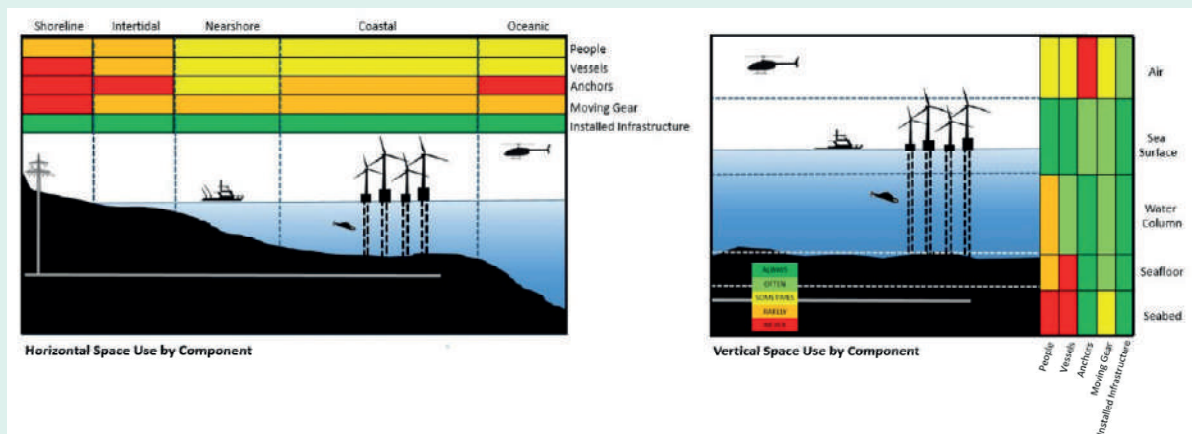 Shoreline Intertidal Nearshore Coastal Oceanic
People
Vessels
Anchors
Moving Gear
Installed Infrastructure
Horizontal Space Use by Component
Air
Sea
Surface
Water
Column
Seafloor
Seabed
ALWAYS
OFTEN
SOMETIMES
RARELY
NEVER
Vertical Space Use by Component
People
Vessels
Anchors
Moving Gear
Installed Infrastructure